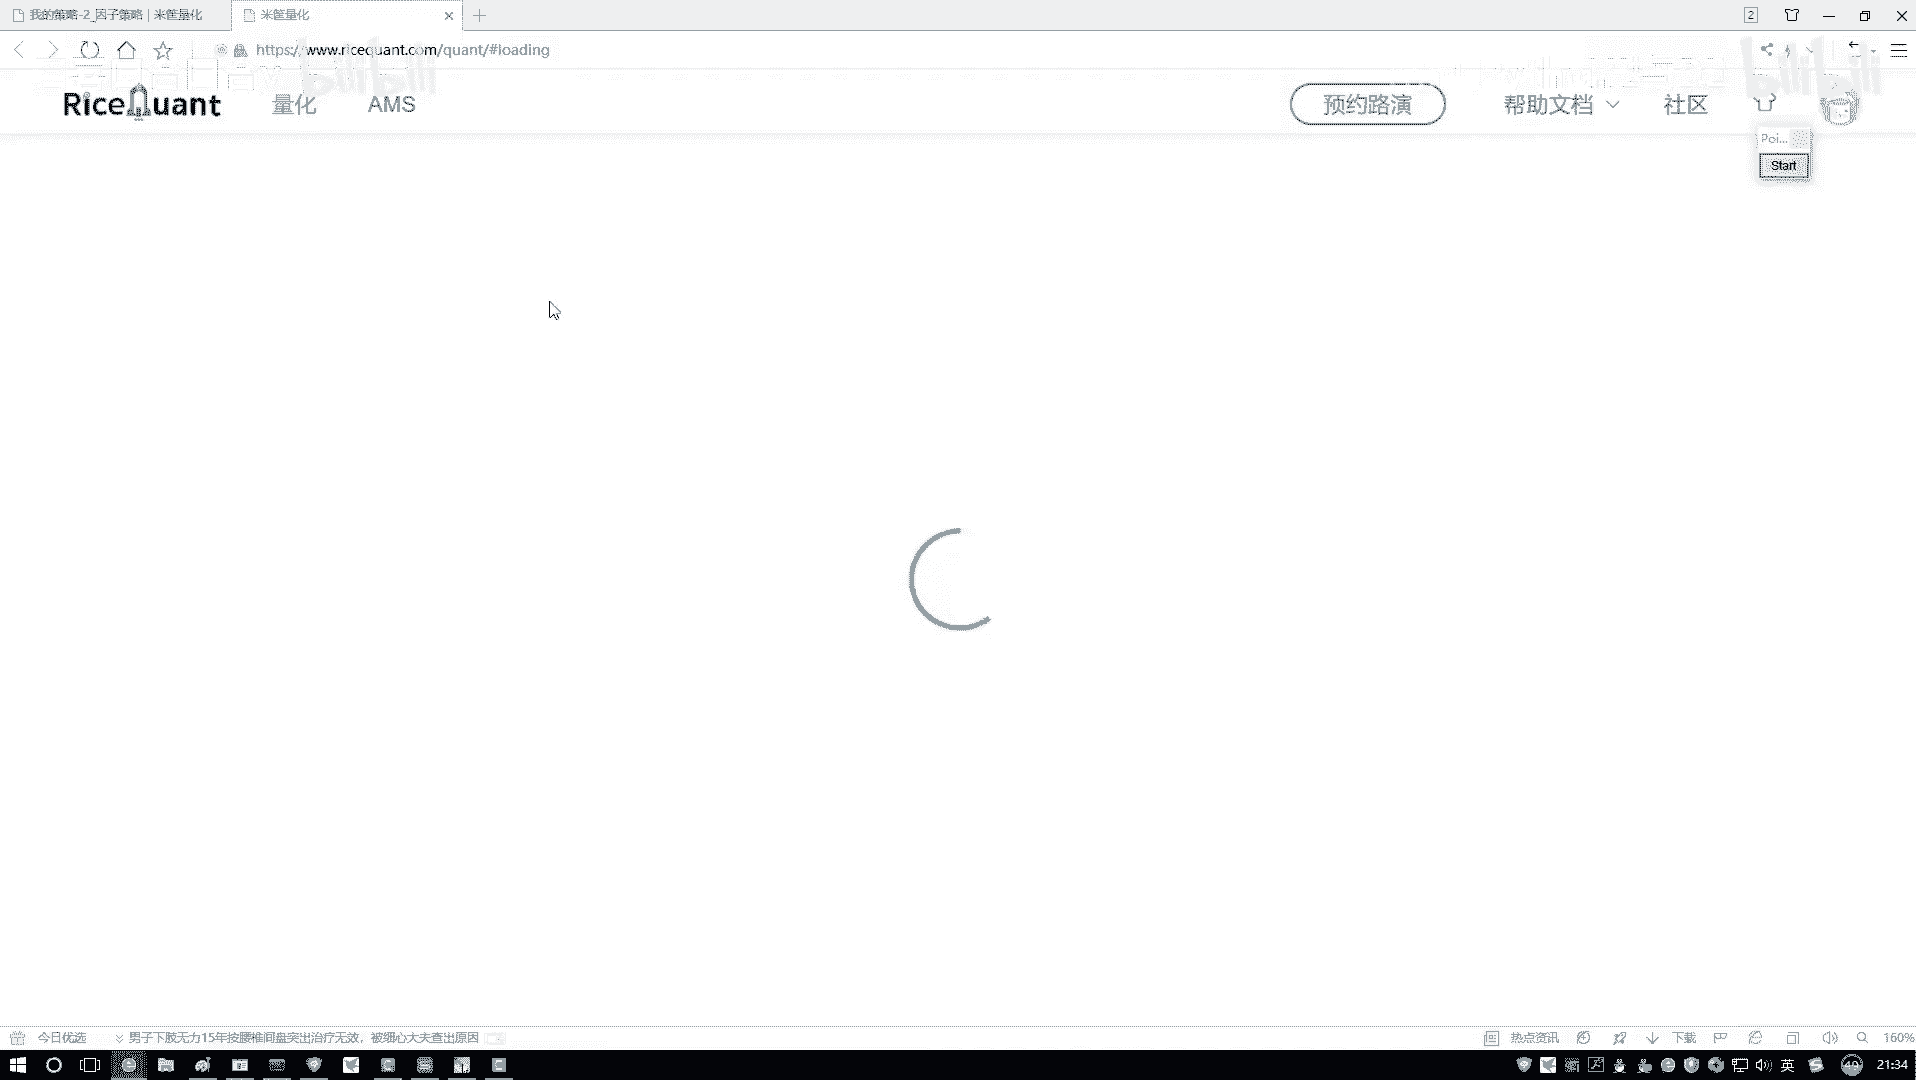 我的策略-2_因子策略 | 米筐量化
米筐量化
2
https://www.ricequant.com/quant/#loading
bilibili
bilibili
RiceQuant
量化
AMS
预约路演
帮助文档
社区
Poi...
Start
今日优选
男子下肢无力15年按腰椎间盘突出治疗无效，被细心大夫查出原因
热点资讯
下载
160%
英
49
21:34